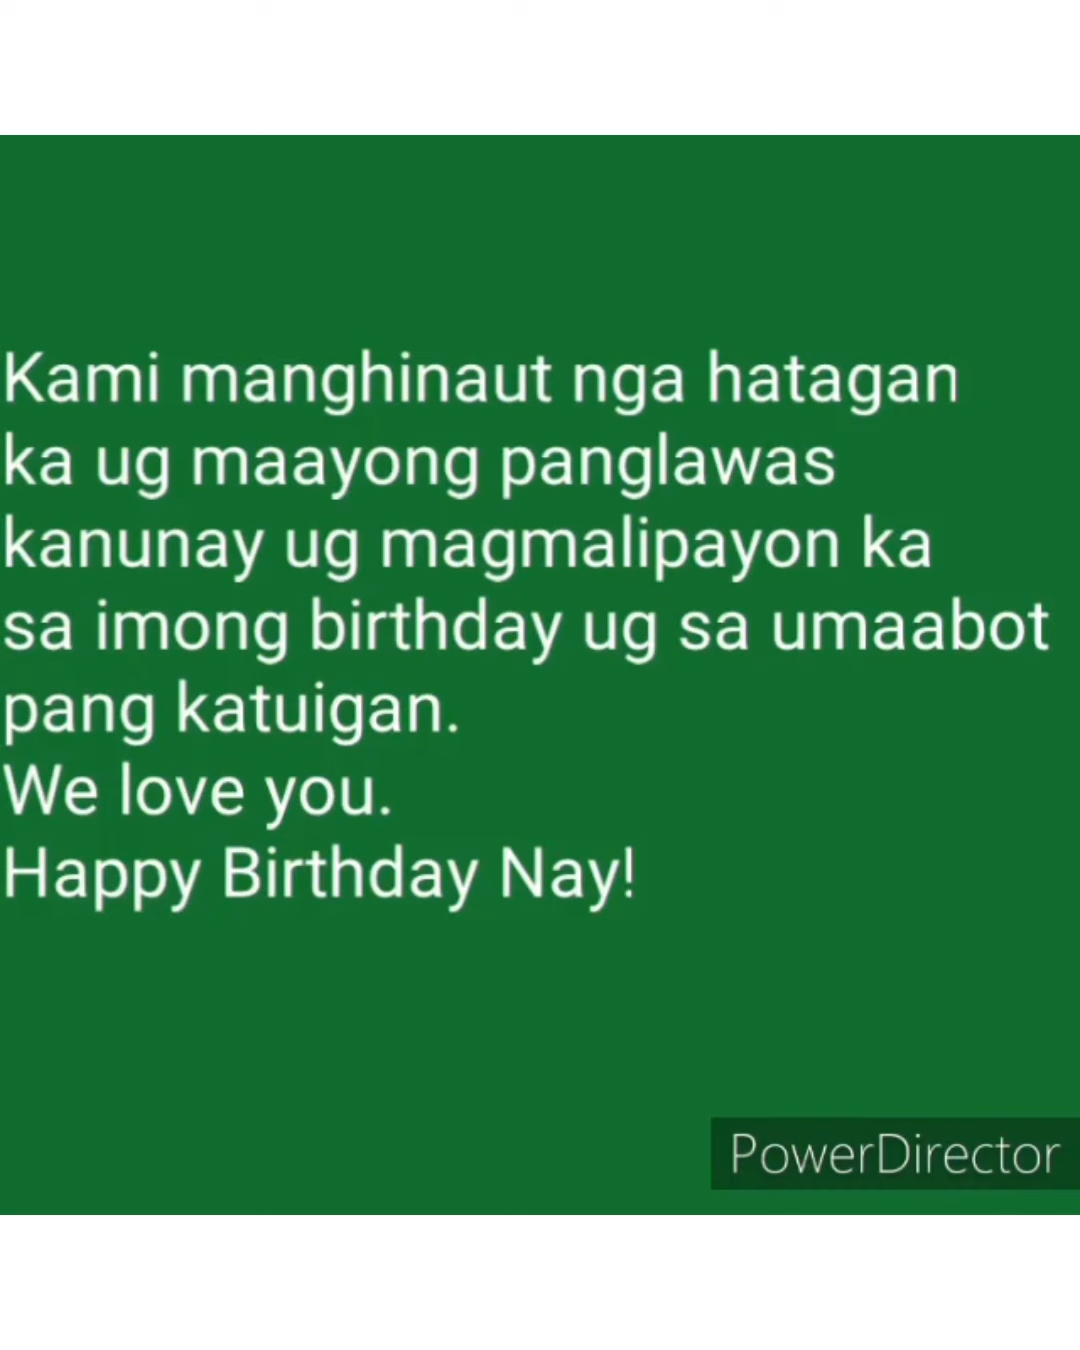 Kami manghinaut nga hatagan
ka ug maayong panglawas
kanunay ug magmalipayon ka
sa imong birthday ug sa umaabot
pang katuigan.
We love you.
Happy Birthday Nay!
PowerDirector